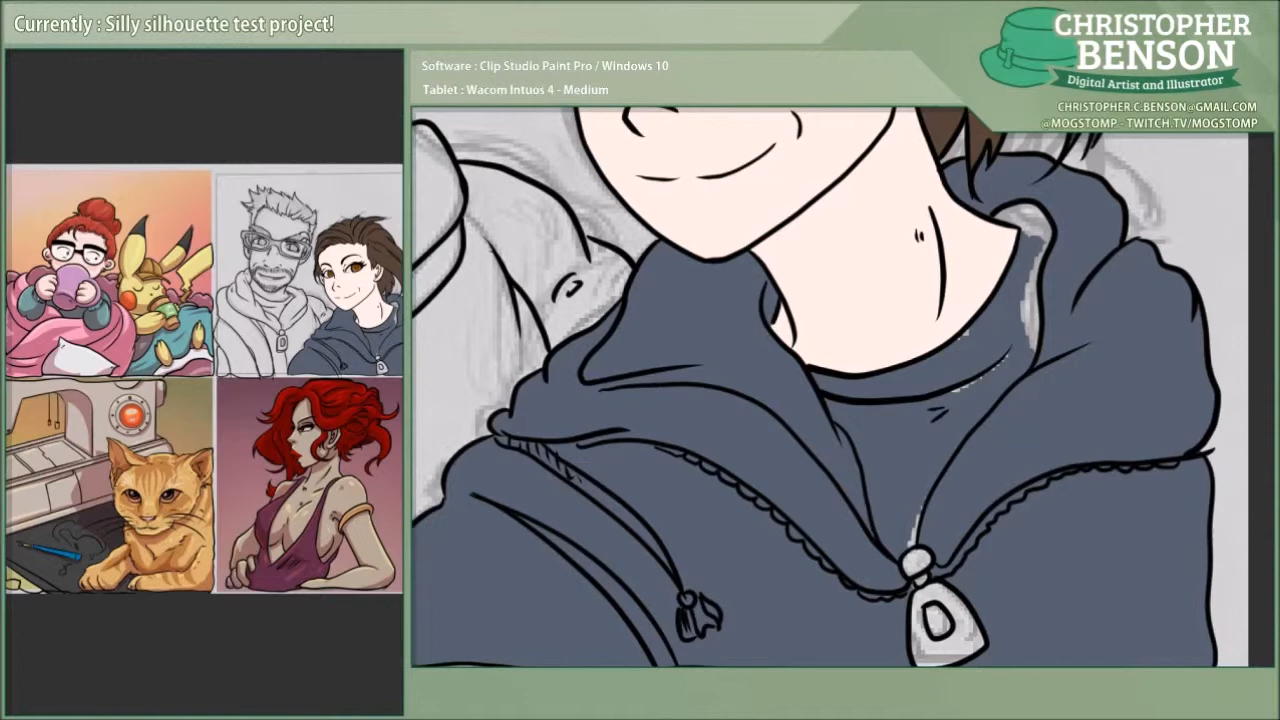 Currently : Silly silhouette test project!
Software : Clip Studio Paint Pro / Windows 10
Tablet : Wacom Intuos 4 - Medium
CHRISTOPHER
BENSON
Digital Artist and Illustrator
CHRISTOPHER.C.BENSON@GMAIL.COM
@MOGSTOMP - TWITCH.TV/MOGSTOMP